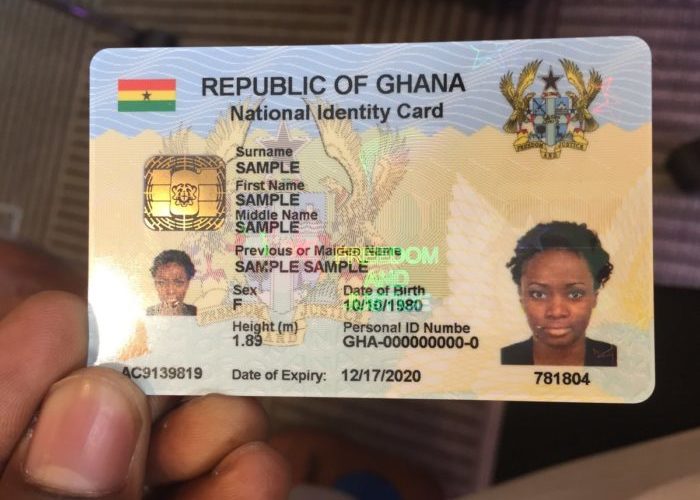 REPUBLIC OF GHANA
National Identity Card
Surname
SAMPLE
First Name
SAMPLE
Middle Name
SAMPLE
Previous or Maiden Name
SAMPLE SAMPLE
Sex Date of Birth
F 10/10/1980
Height (m) Personal ID Numbe
1.89 GHA-000000000-0
AC9139819 Date of Expiry: 12/17/2020 781804
FREEDOM AND JUSTICE
FREEDOM
AND
FREEDOM JUSTICE